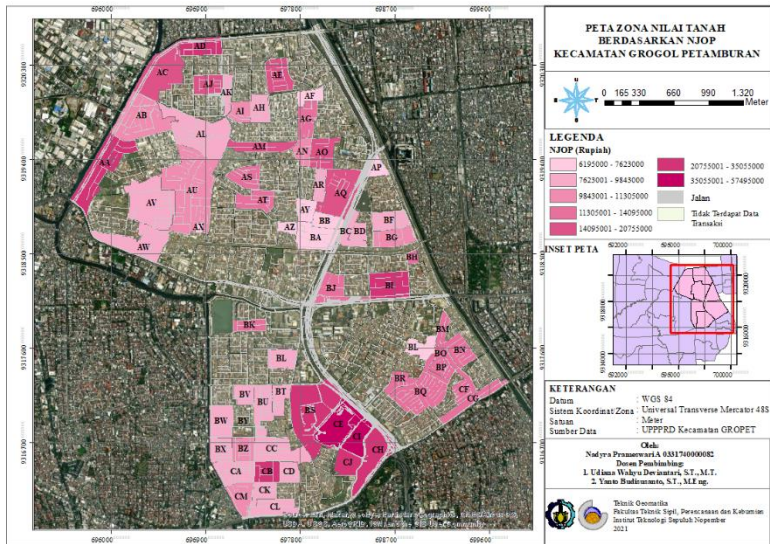 PETA ZONA NILAI TANAH
BERDASARKAN NJOP
KECAMATAN GROGOL PETAMBURAN
0 165 330 660 990 1.320
Meter
LEGENDA
NJOP (Rupiah)
6195000 - 7623000
7623001 - 9843000
9843001 - 11305000
11305001 - 14095000
14095001 - 20755000
20755001 - 35055000
35055001 - 57495000
Jalan
Tidak Terdapat Data
Transaksi
INSET PETA
KETERANGAN
Datum : WGS 84
Sistem Koordinat/Zona : Universal Transverse Mercator 48S
Satuan : Meter
Sumber Data : UPPPRD Kecamatan GROPET
Oleh:
Nadyra Prameswari A 0331740000082
Dosen Pembimbing:
1. Udiana Wahyu Deviantari, S.T., M.T.
2. Yanto Budisusanto, S.T., M.Eng.
Teknik Geomatika
Fakultas Teknik Sipil, Perencanaan dan Kebumian
Institut Teknologi Sepuluh Nopember
2021
696000 696900 697800 698700 699600
9320300
9319400
9318500
9317600
9316700
AD
AC
AJ
AK
AE
AF
AB
AI
AH
AG
AL
AM
AN
AO
AA
AP
AS
AR
AQ
AV
AU
AT
AY
BB
BF
AX
AZ
BA
BC
BD
BG
AW
BH
BJ
BI
BK
BM
BL
BL
BO
BN
BP
BV
BT
BR
BQ
CF
CG
BU
BS
BW
BY
CE
CI
BX
BZ
CC
CH
CA
CB
CD
CJ
CM
CK
CL